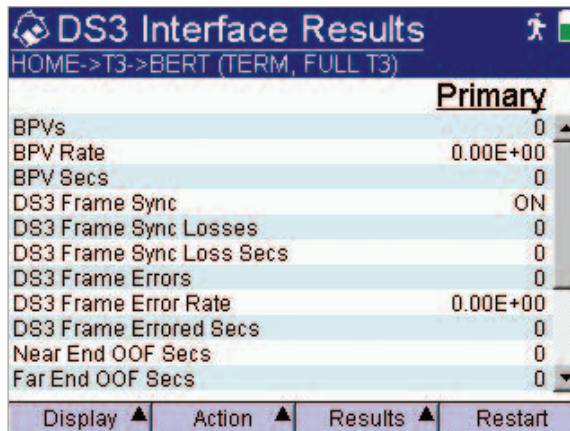 DS3 Interface Results
HOME->T3->BERT (TERM, FULL T3)
Primary
BPVs 0
BPV Rate 0.00E+00
BPV Secs 0
DS3 Frame Sync ON
DS3 Frame Sync Losses 0
DS3 Frame Sync Loss Secs 0
DS3 Frame Errors 0
DS3 Frame Error Rate 0.00E+00
DS3 Frame Errored Secs 0
Near End OOF Secs 0
Far End OOF Secs 0
Display Action Results Restart